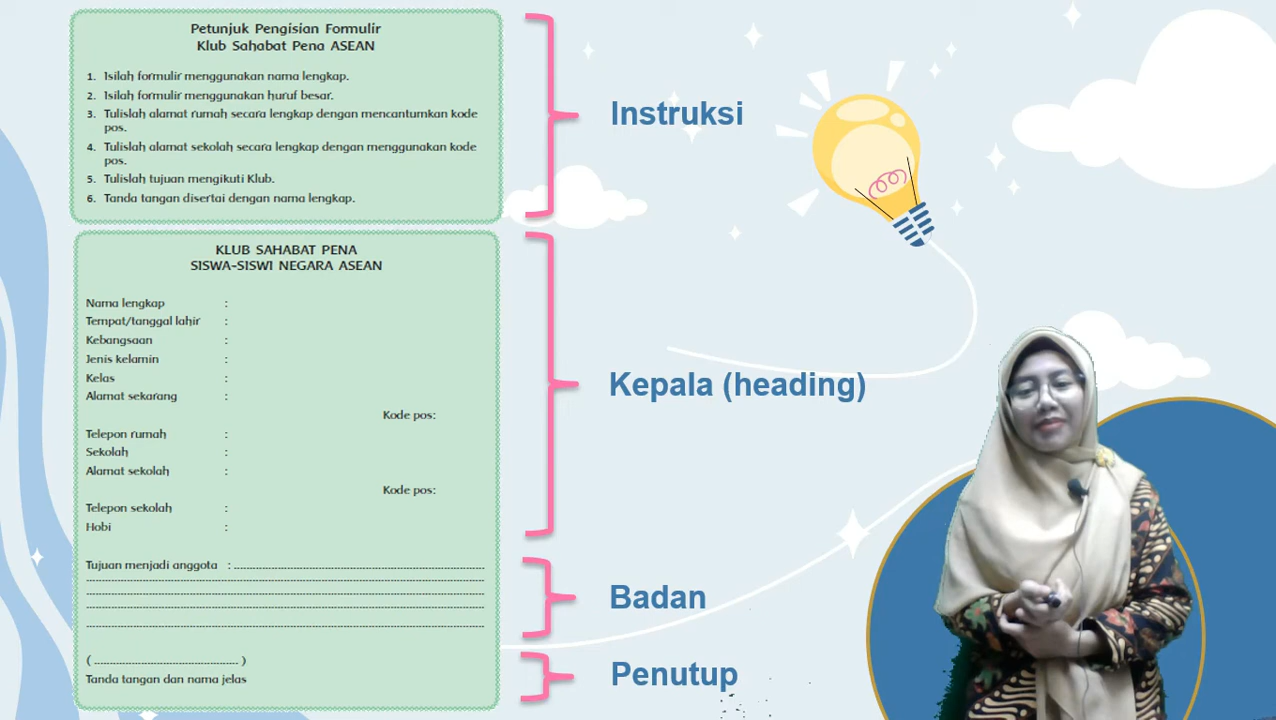 Petunjuk Pengisian Formulir
Klub Sahabat Pena ASEAN
1. Isilah formulir menggunakan nama lengkap.
2. Isilah formulir menggunakan huruf besar.
3. Tulislah alamat rumah secara lengkap dengan mencantumkan kode
pos.
4. Tulislah alamat sekolah secara lengkap dengan menggunakan kode
pos.
5. Tulislah tujuan mengikuti Klub.
6. Tanda tangan disertai dengan nama lengkap.
Instruksi
KLUB SAHABAT PENA
SISWA-SISWI NEGARA ASEAN
Nama lengkap :
Tempat/tanggal lahir :
Kebangsaan :
Jenis kelamin :
Kelas :
Alamat sekarang :
Kode pos:
Telepon rumah :
Sekolah :
Alamat sekolah :
Kode pos:
Telepon sekolah :
Hobi :
Kepala (heading)
Tujuan menjadi anggota : ..........
Badan
( .......... )
Tanda tangan dan nama jelas
Penutup